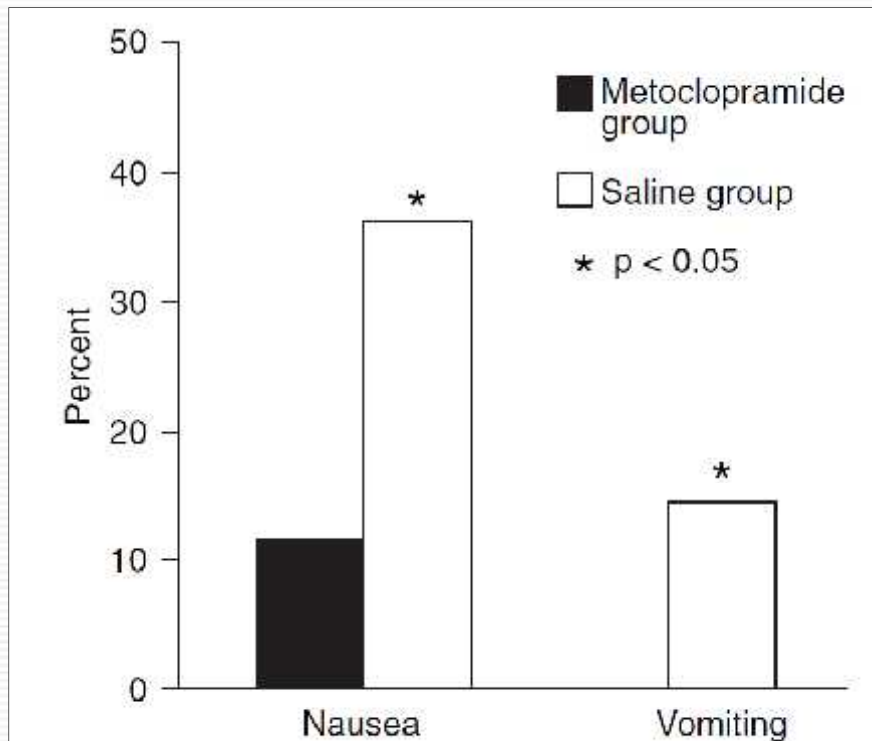 50
40
30
20
10
0
Percent
Metoclopramide
group
Saline group
* p < 0.05
*
*
Nausea
Vomiting